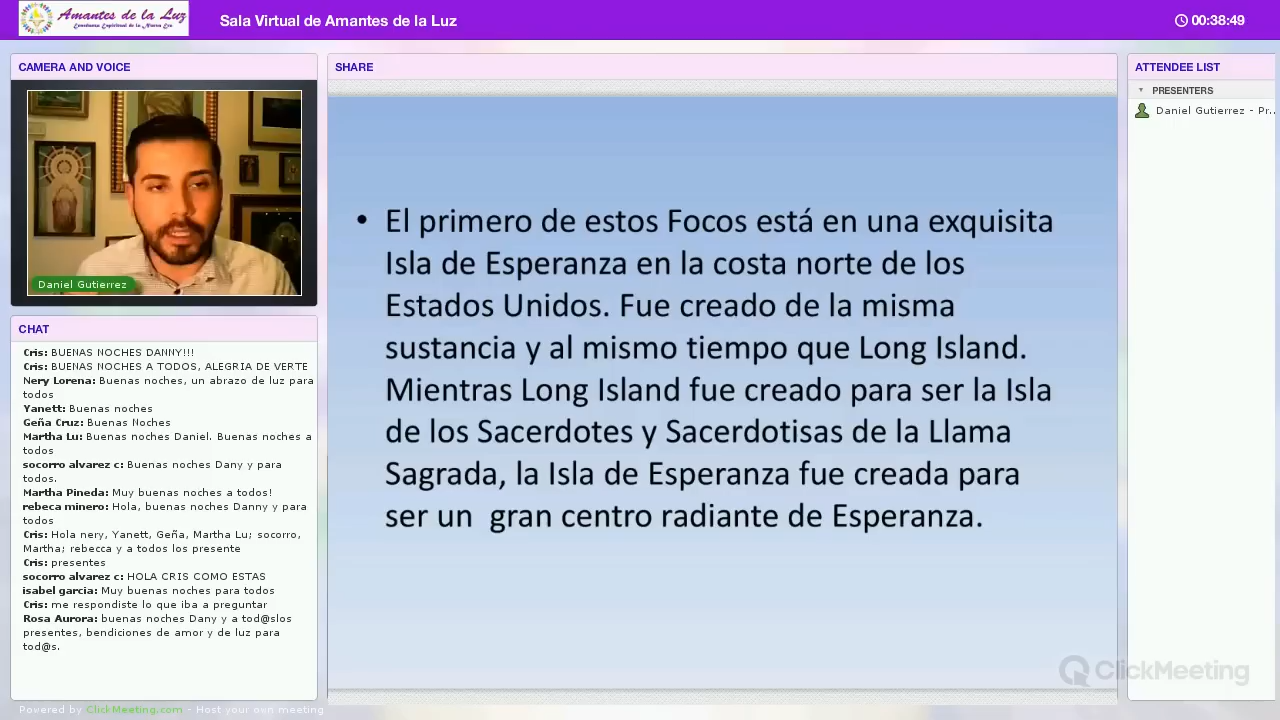 Amantes de la Luz
Enseñanza Espiritual de la Nueva Era
Sala Virtual de Amantes de la Luz
00:38:49
CAMERA AND VOICE
Daniel Gutierrez
CHAT
Cris: BUENAS NOCHES DANNY!!!
Cris: BUENAS NOCHES A TODOS, ALEGRIA DE VERTE
Nery Lorena: Buenas noches, un abrazo de luz para
todos
Yanett: Buenas noches
Geña Cruz: Buenas Noches
Martha Lu: Buenas noches Daniel. Buenas noches a
todos
socorro alvarez c: Buenas noches Dany y para
todos.
Martha Pineda: Muy buenas noches a todos!
rebeca minero: Hola, buenas noches Danny y para
todos
Cris: Hola nery, Yanett, Geña, Martha Lu; socorro,
Martha; rebecca y a todos los presente
Cris: presentes
socorro alvarez c: HOLA CRIS COMO ESTAS
isabel garcia: Muy buenas noches para todos
Cris: me respondiste lo que iba a preguntar
Rosa Aurora: buenas noches Dany y a tod@slos
presentes, bendiciones de amor y de luz para
tod@s.
Powered by ClickMeeting.com - Host your own meeting
SHARE
• El primero de estos Focos está en una exquisita
Isla de Esperanza en la costa norte de los
Estados Unidos. Fue creado de la misma
sustancia y al mismo tiempo que Long Island.
Mientras Long Island fue creado para ser la Isla
de los Sacerdotes y Sacerdotisas de la Llama
Sagrada, la Isla de Esperanza fue creada para
ser un  gran centro radiante de Esperanza.
ClickMeeting
ATTENDEE LIST
PRESENTERS
Daniel Gutierrez - Pr...